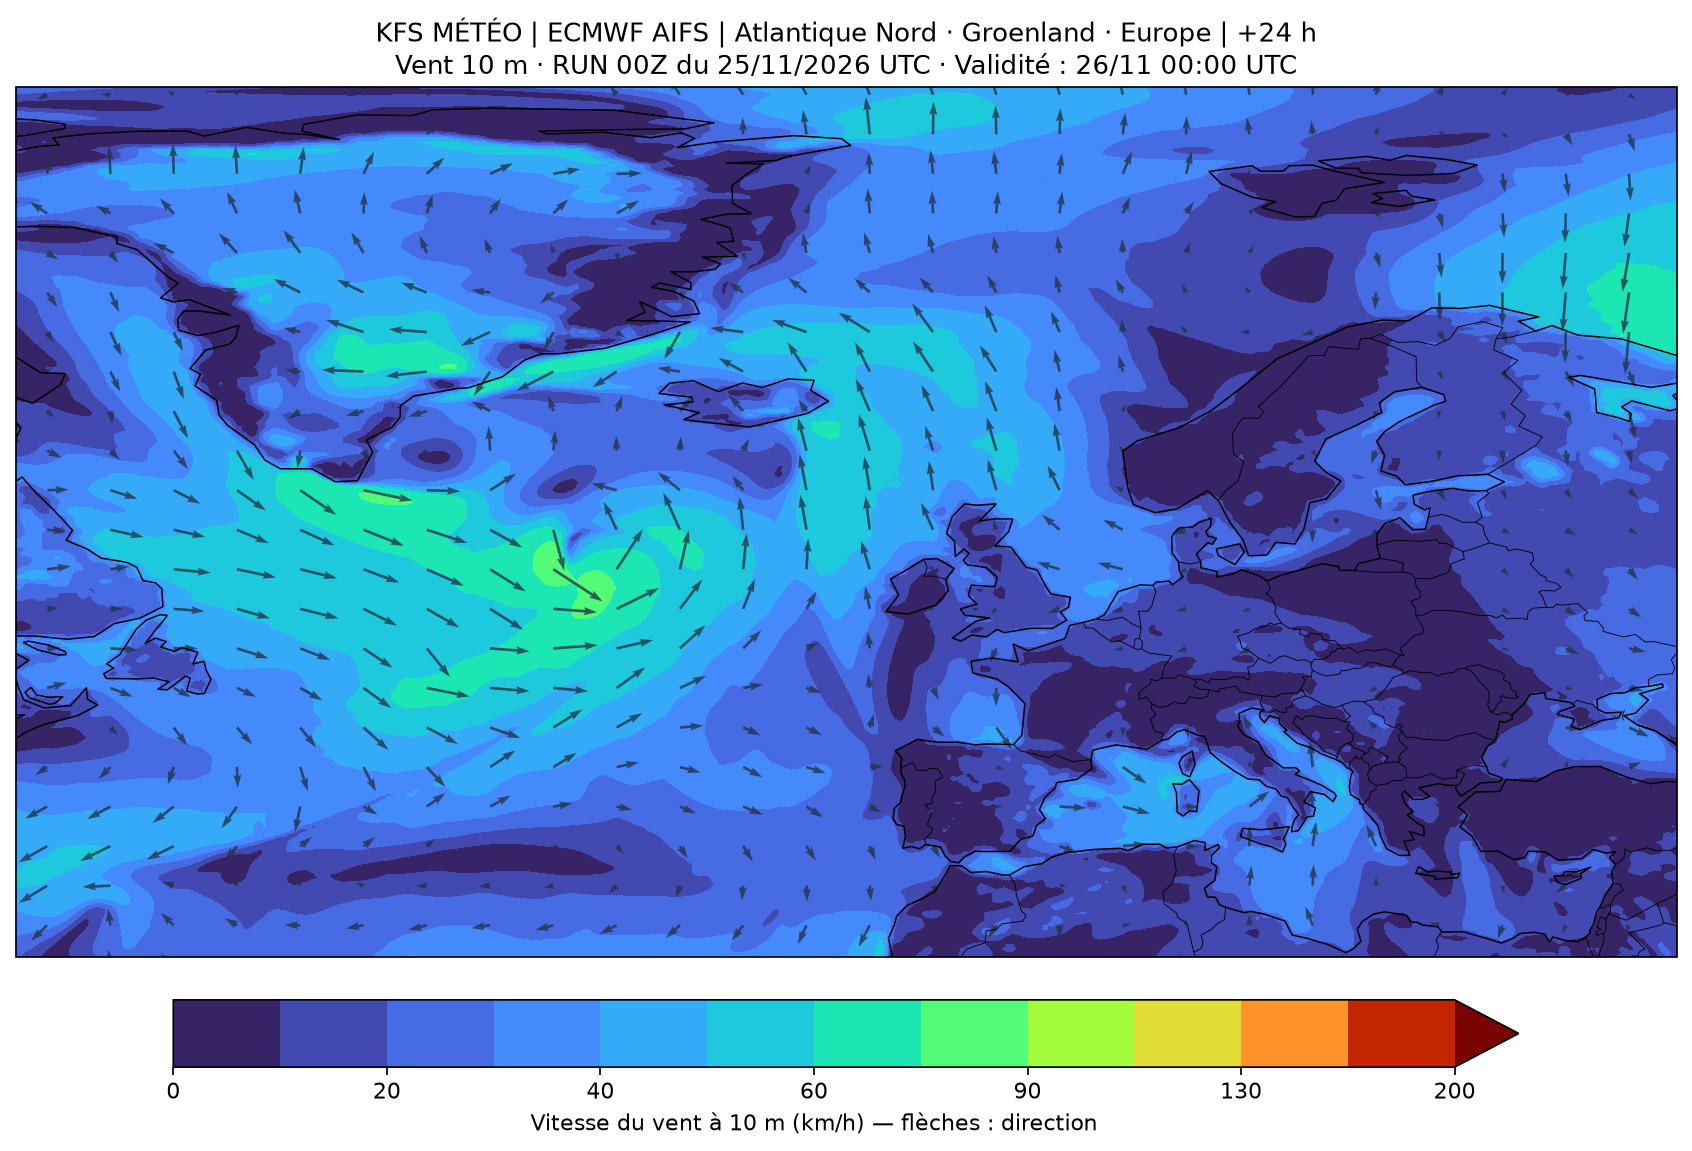 KFS MÉTÉO | ECMWF AIFS | Atlantique Nord · Groenland · Europe | +24 h
Vent 10 m · RUN 00Z du 25/11/2026 UTC · Validité : 26/11 00:00 UTC
0 20 40 60 90 130 200
Vitesse du vent à 10 m (km/h) — flèches : direction